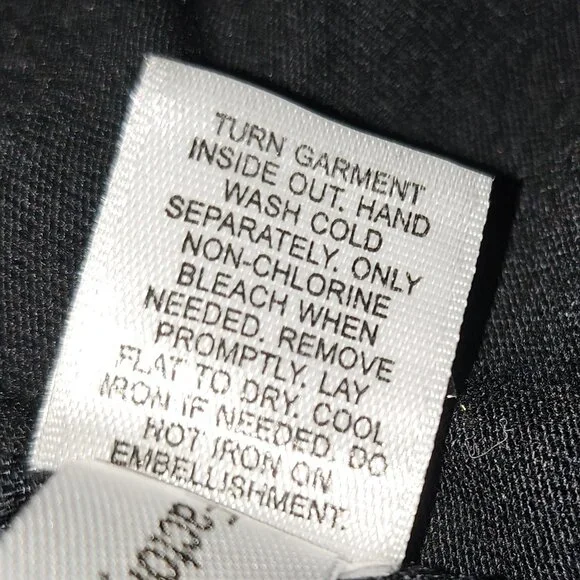 TURN GARMENT
INSIDE OUT. HAND
WASH COLD
SEPARATELY. ONLY
NON-CHLORINE
BLEACH WHEN
NEEDED. REMOVE
PROMPTLY. LAY
FLAT TO DRY. COOL
IRON IF NEEDED. DO
NOT IRON ON
EMBELLISHMENT.